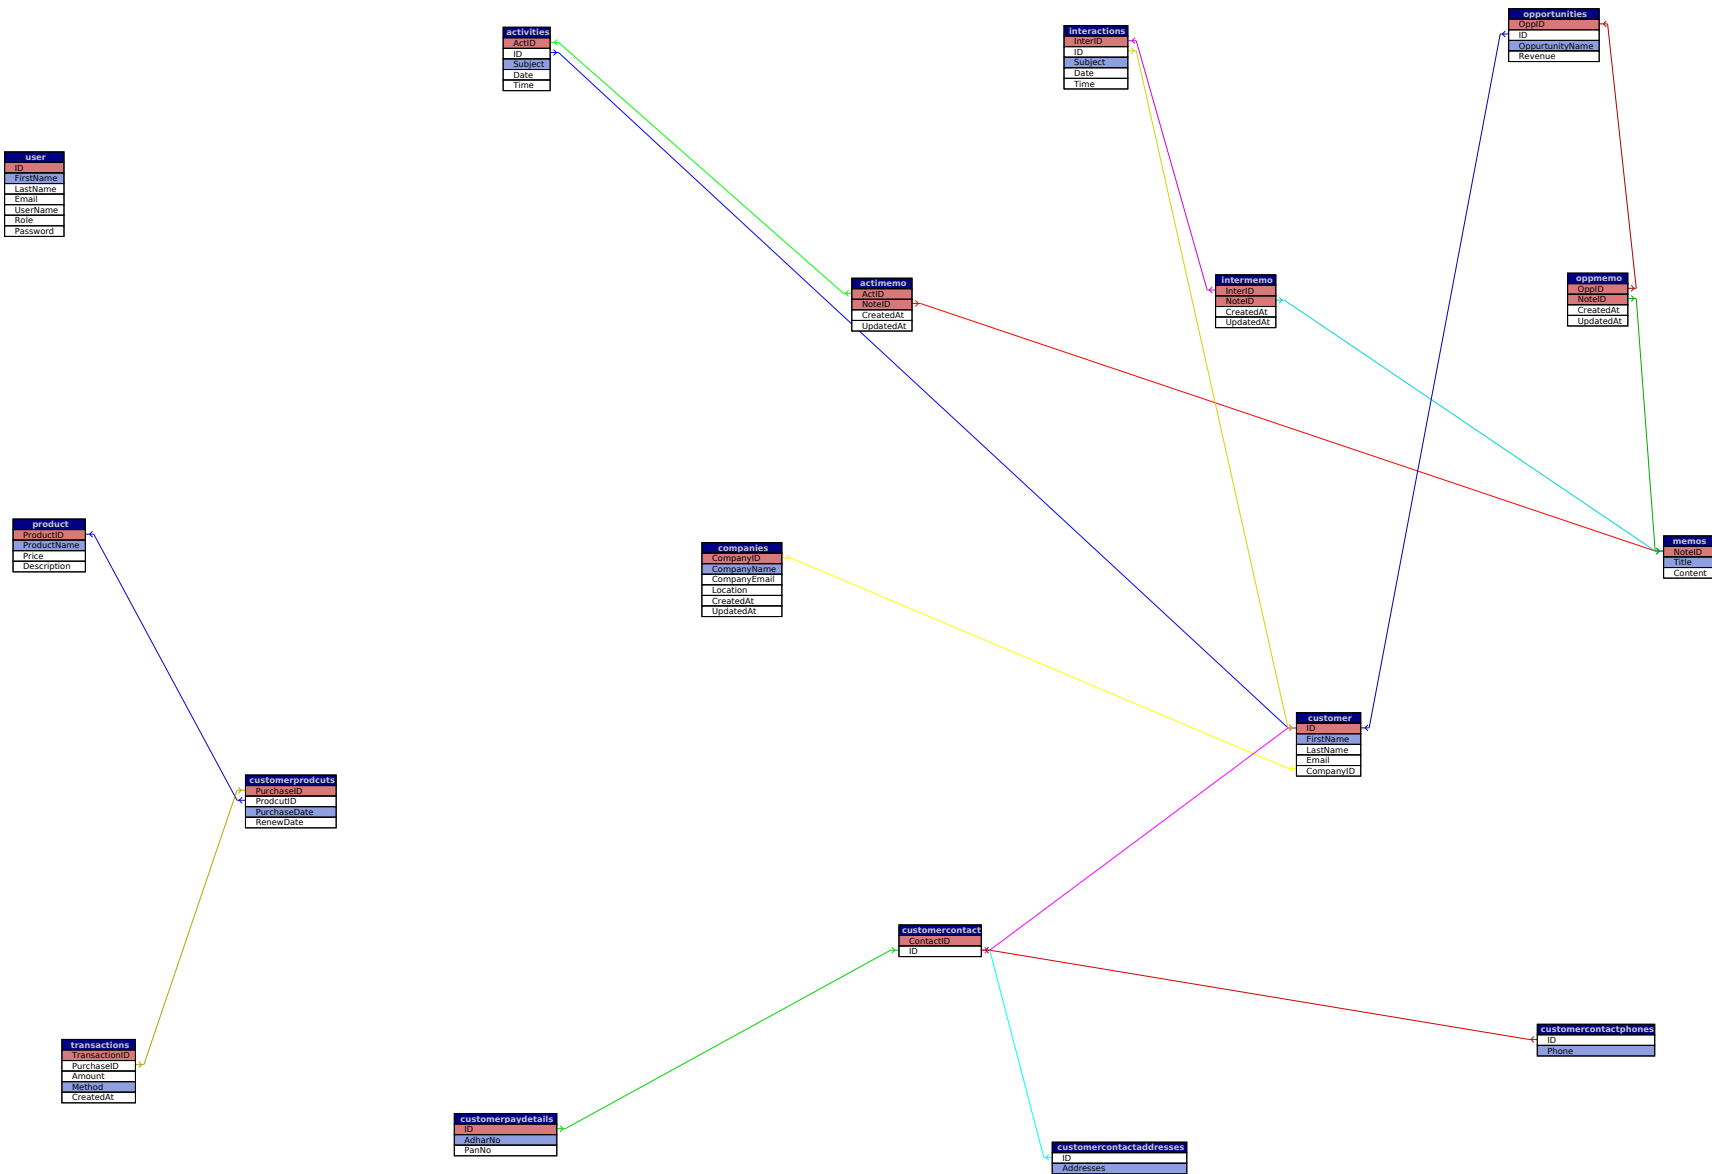 opportunities
OppID
ID
OppurtunityName
Revenue
activities
ActID
ID
Subject
Date
Time
interactions
InterID
ID
Subject
Date
Time
user
ID
FirstName
LastName
Email
UserName
Role
Password
actimemo
ActID
NoteID
CreatedAt
UpdatedAt
intermemo
InterID
NoteID
CreatedAt
UpdatedAt
oppmemo
OppID
NoteID
CreatedAt
UpdatedAt
product
ProductID
ProductName
Price
Description
companies
CompanyID
CompanyName
CompanyEmail
Location
CreatedAt
UpdatedAt
memos
NoteID
Title
Content
customer
ID
FirstName
LastName
Email
CompanyID
customerprodcuts
PurchaseID
ProdcutID
PurchaseDate
RenewDate
customercontact
ContactID
ID
customercontactphones
ID
Phone
transactions
TransactionID
PurchaseID
Amount
Method
CreatedAt
customerpaydetails
ID
AdharNo
PanNo
customercontactaddresses
ID
Addresses